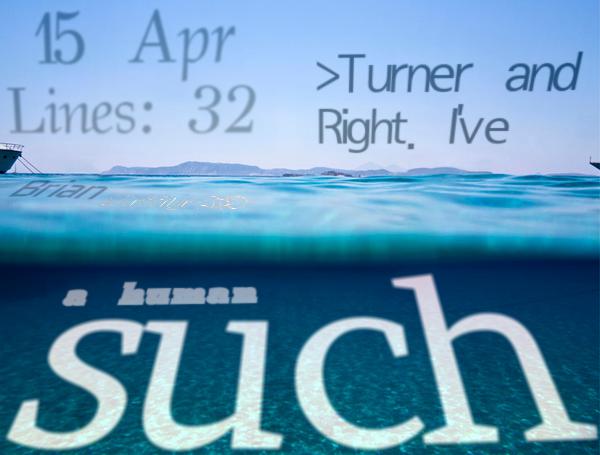 15 Apr
Lines: 32
>Turner and
Right. I've
Brian
a human
such